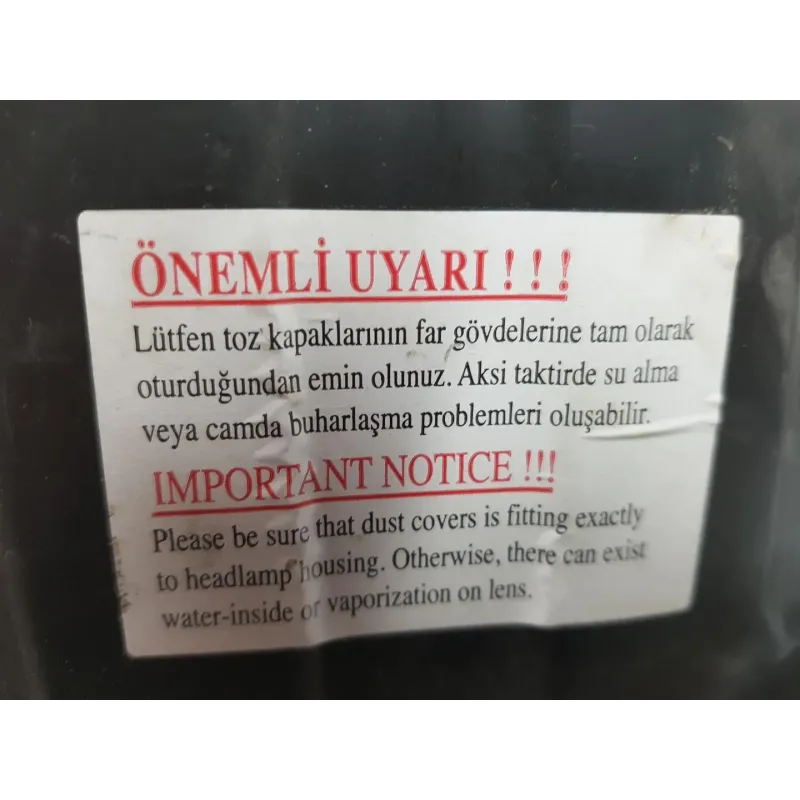 ÖNEMLİ UYARI ! ! !
Lütfen toz kapaklarının far gövdelerine tam olarak
oturduğundan emin olunuz. Aksi taktirde su alma
veya camda buharlaşma problemleri oluşabilir.
IMPORTANT NOTICE !!!
Please be sure that dust covers is fitting exactly
to headlamp housing. Otherwise, there can exist
water-inside or vaporization on lens.